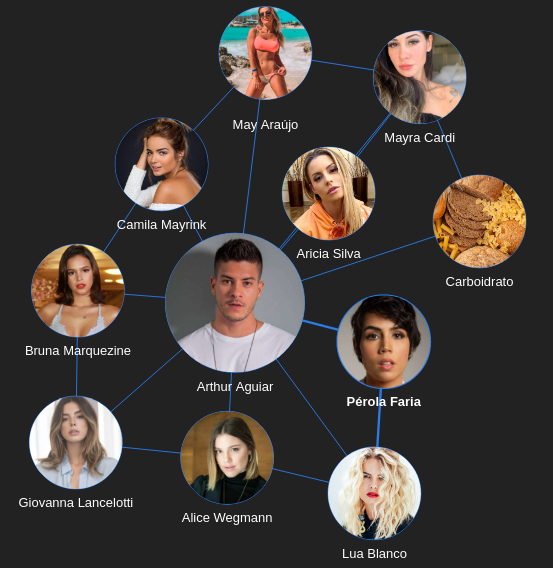 May Araújo
Mayra Cardi
Camila Mayrink
Aricia Silva
Carboidrato
Bruna Marquezine
Arthur Aguiar
Pérola Faria
Giovanna Lancelotti
Alice Wegmann
Lua Blanco